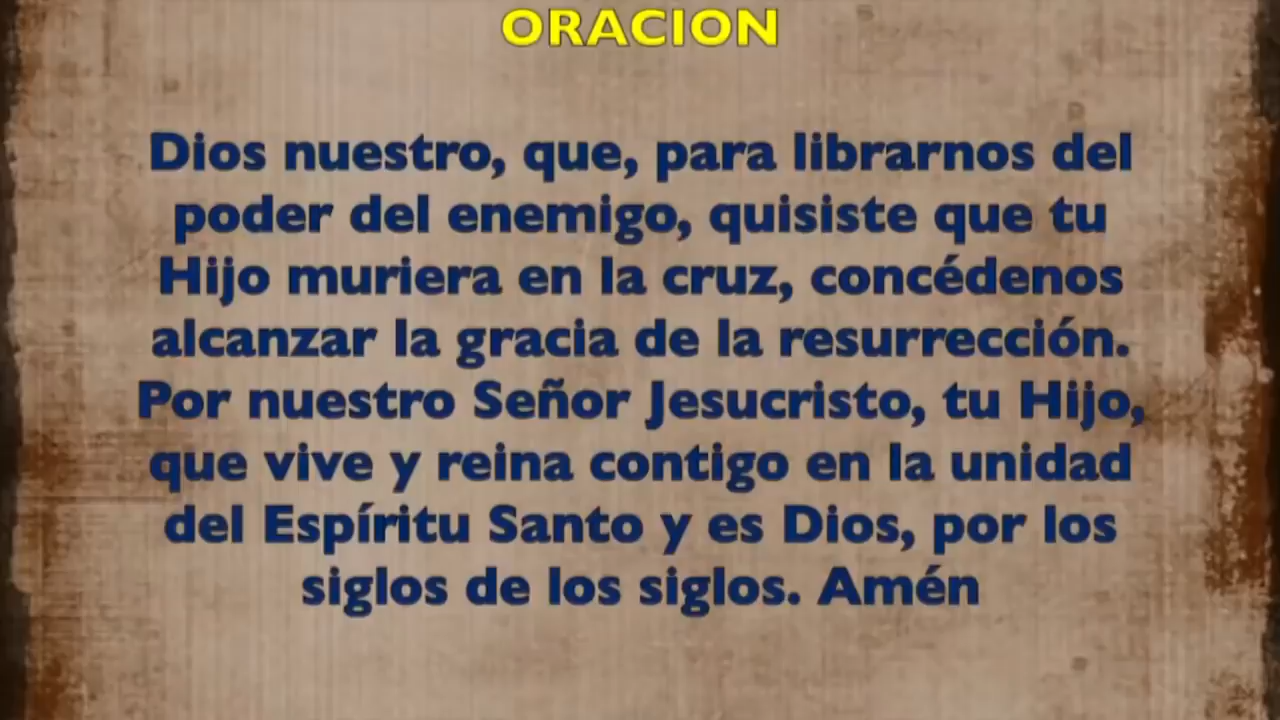 ORACION
Dios nuestro, que, para librarnos del
poder del enemigo, quisiste que tu
Hijo muriera en la cruz, concédenos
alcanzar la gracia de la resurrección.
Por nuestro Señor Jesucristo, tu Hijo,
que vive y reina contigo en la unidad
del Espíritu Santo y es Dios, por los
siglos de los siglos. Amén